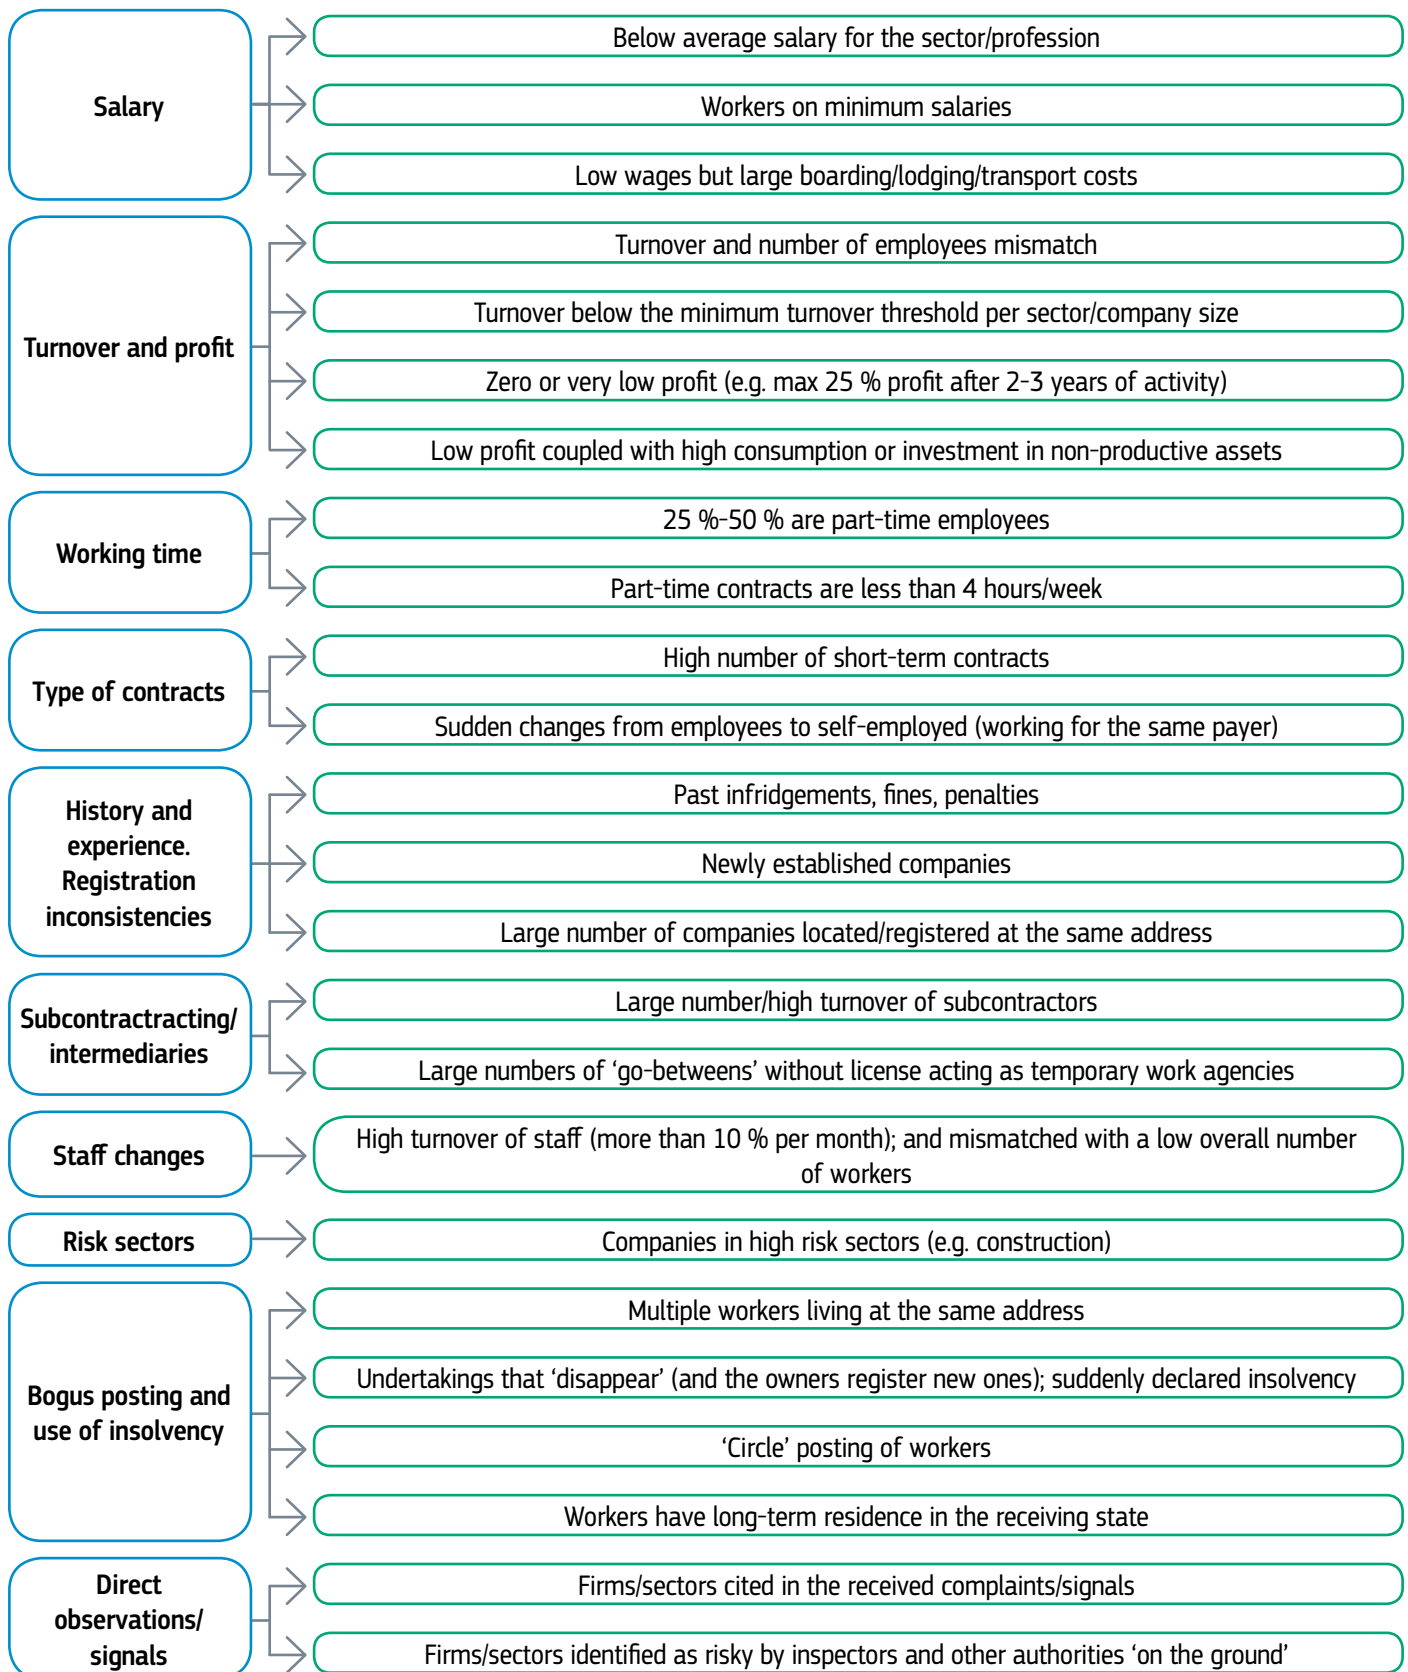 Salary
Below average salary for the sector/profession
Workers on minimum salaries
Low wages but large boarding/lodging/transport costs
Turnover and profit
Turnover and number of employees mismatch
Turnover below the minimum turnover threshold per sector/company size
Zero or very low profit (e.g. max 25 % profit after 2-3 years of activity)
Low profit coupled with high consumption or investment in non-productive assets
Working time
25 %-50 % are part-time employees
Part-time contracts are less than 4 hours/week
Type of contracts
High number of short-term contracts
Sudden changes from employees to self-employed (working for the same payer)
History and
experience.
Registration
inconsistencies
Past infridgements, fines, penalties
Newly established companies
Large number of companies located/registered at the same address
Subcontractracting/
intermediaries
Large number/high turnover of subcontractors
Large numbers of ‘go-betweens’ without license acting as temporary work agencies
Staff changes
High turnover of staff (more than 10 % per month); and mismatched with a low overall number
of workers
Risk sectors
Companies in high risk sectors (e.g. construction)
Bogus posting and
use of insolvency
Multiple workers living at the same address
Undertakings that ‘disappear’ (and the owners register new ones); suddenly declared insolvency
‘Circle’ posting of workers
Workers have long-term residence in the receiving state
Direct
observations/
signals
Firms/sectors cited in the received complaints/signals
Firms/sectors identified as risky by inspectors and other authorities ‘on the ground’